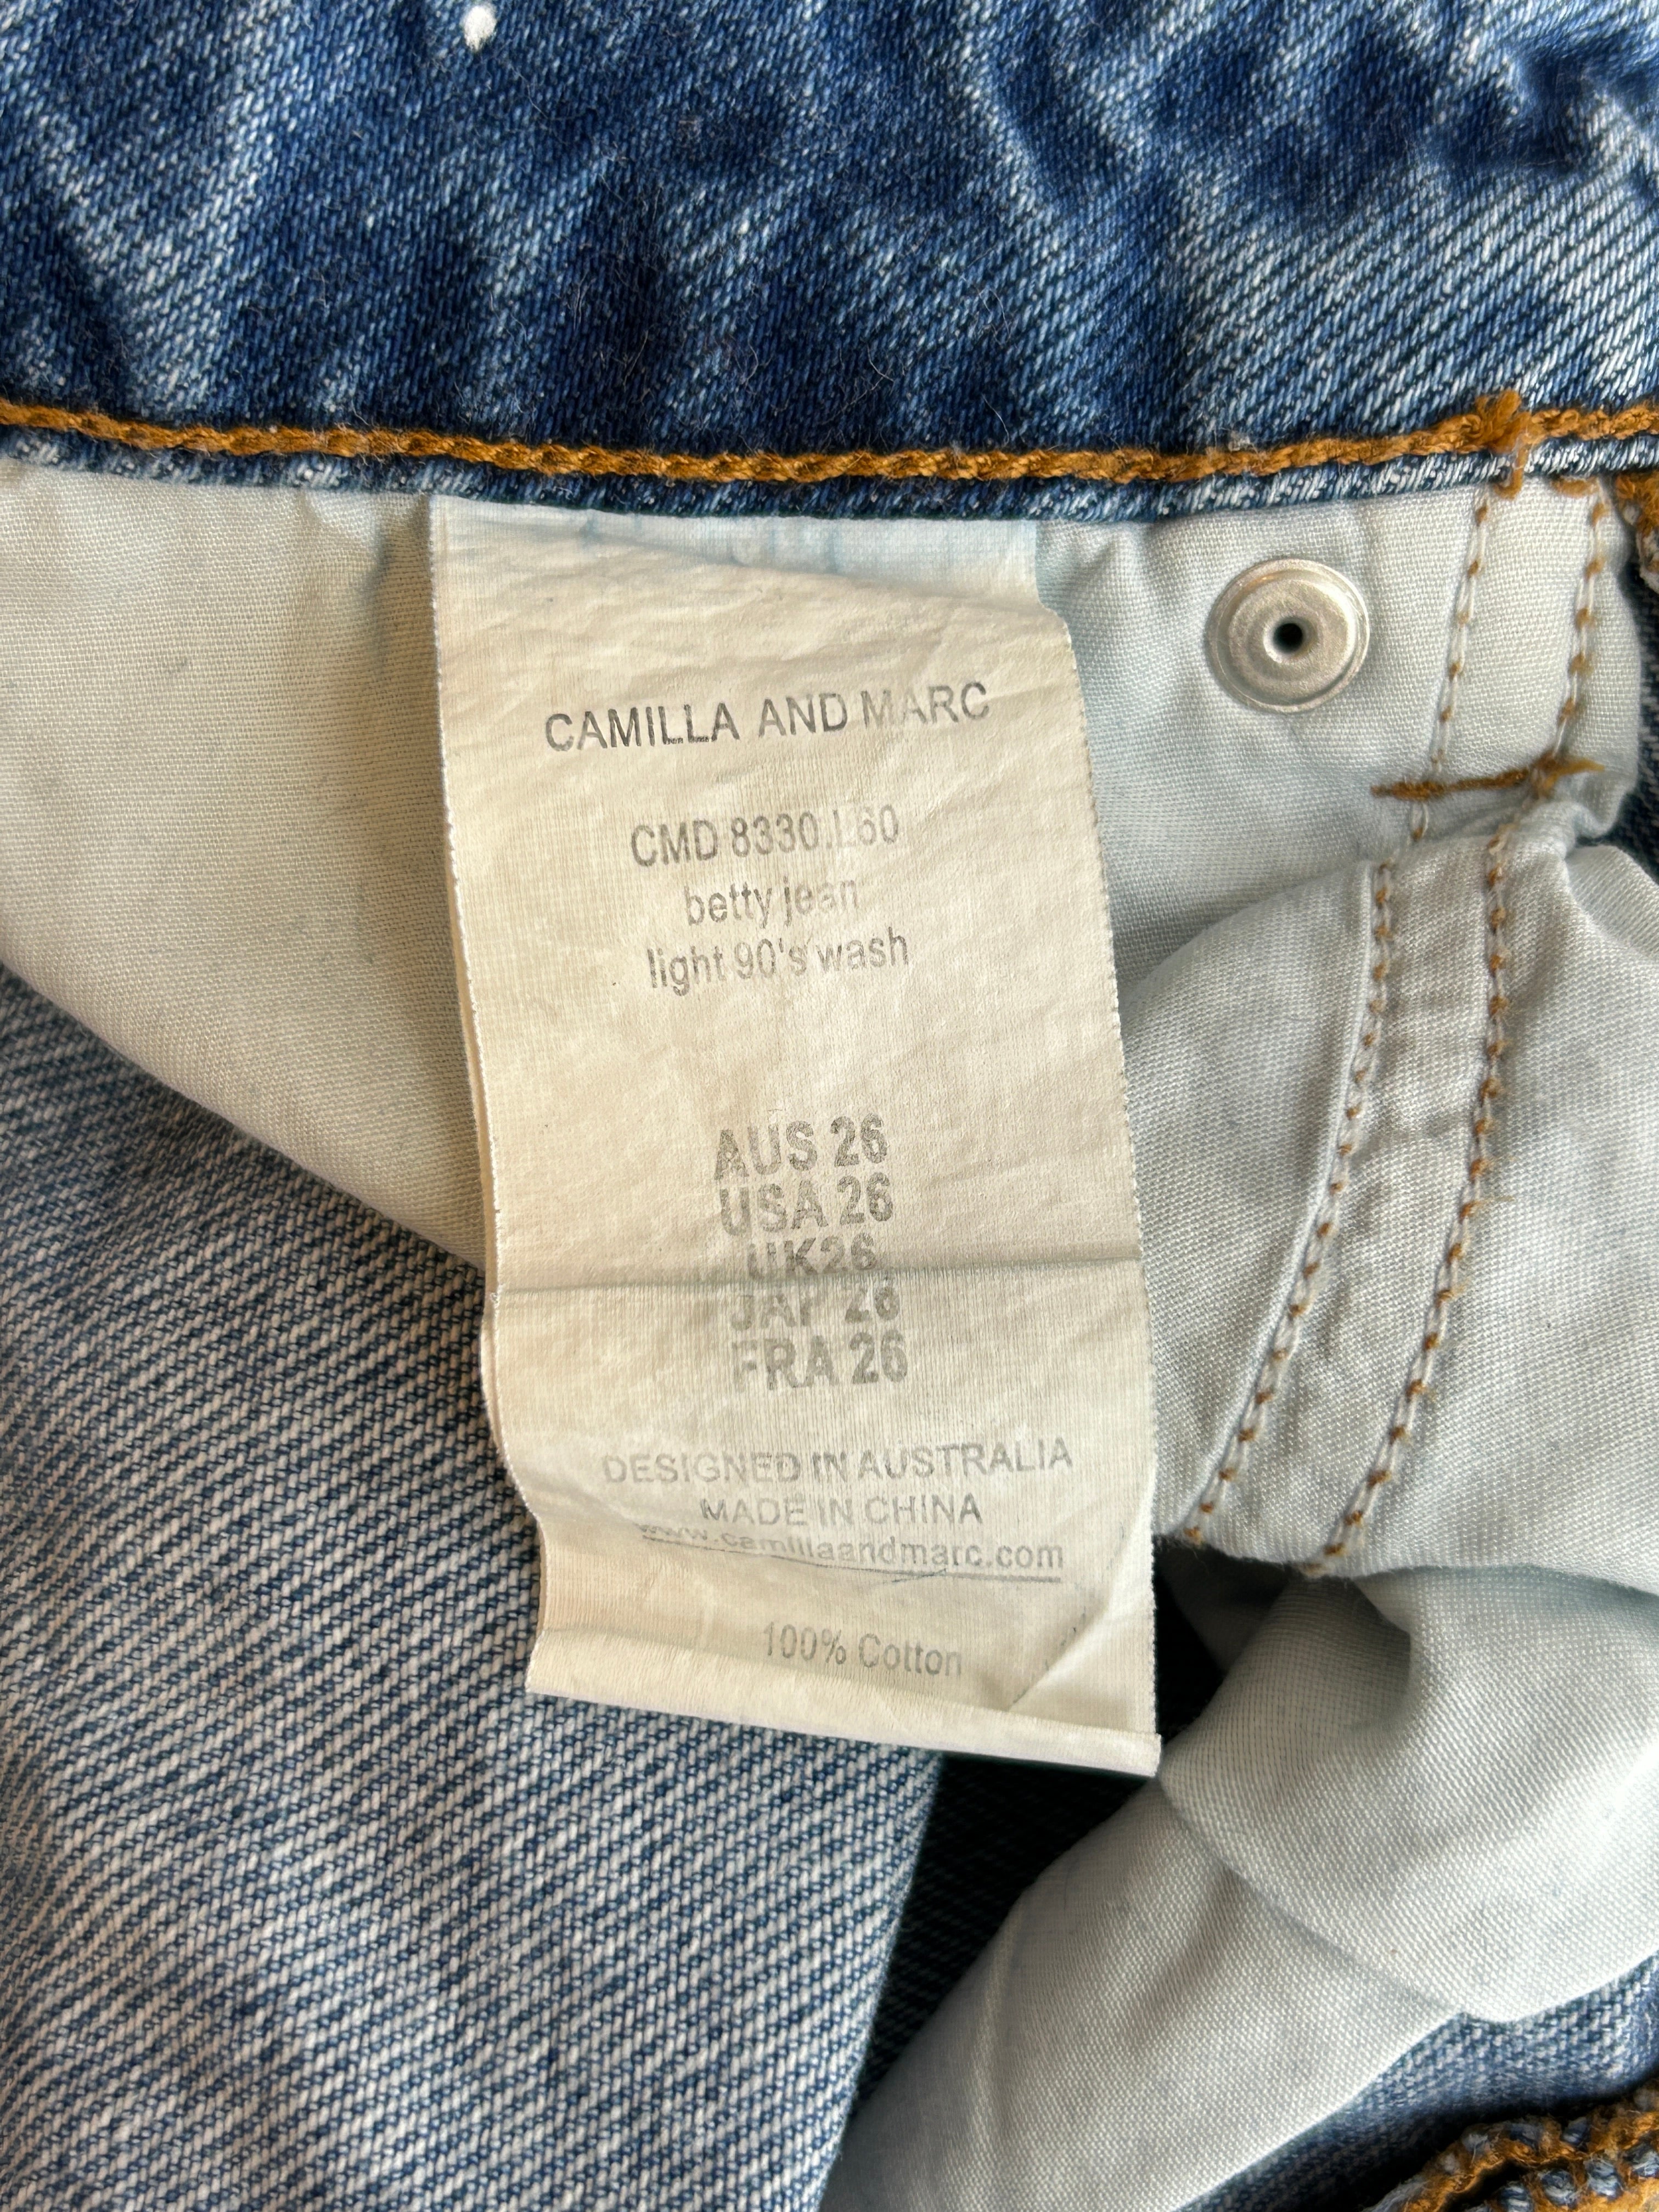 CAMILLA AND MARC
CMD 8330.L60
betty jean
light 90's wash
AUS 26
USA 26
UK26
JAP 26
FRA 26
DESIGNED IN AUSTRALIA
MADE IN CHINA
www.camillaandmarc.com
100% Cotton